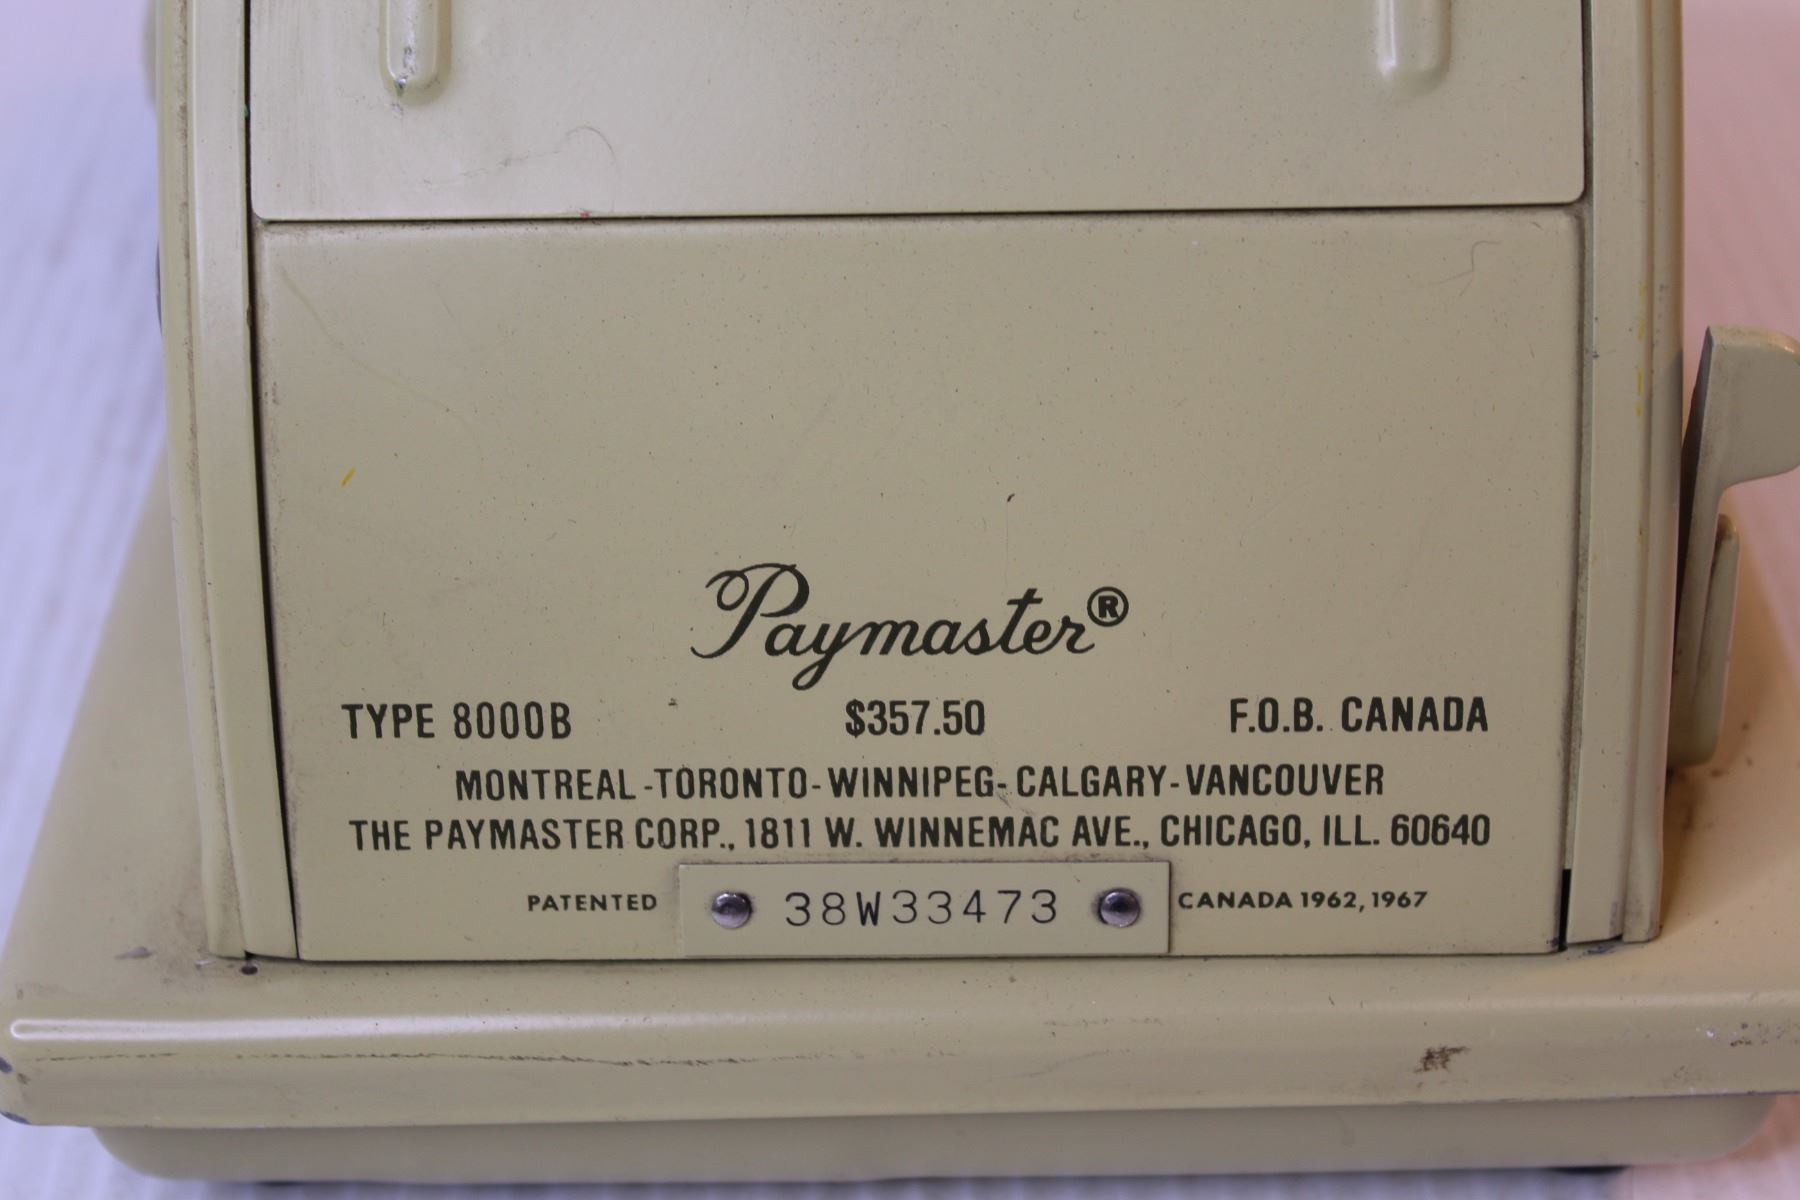 Paymaster®
TYPE 8000B $357.50 F.O.B. CANADA
MONTREAL-TORONTO-WINNIPEG-CALGARY-VANCOUVER
THE PAYMASTER CORP., 1811 W. WINNEMAC AVE., CHICAGO, ILL. 60640
PATENTED 38W33473 CANADA 1962, 1967